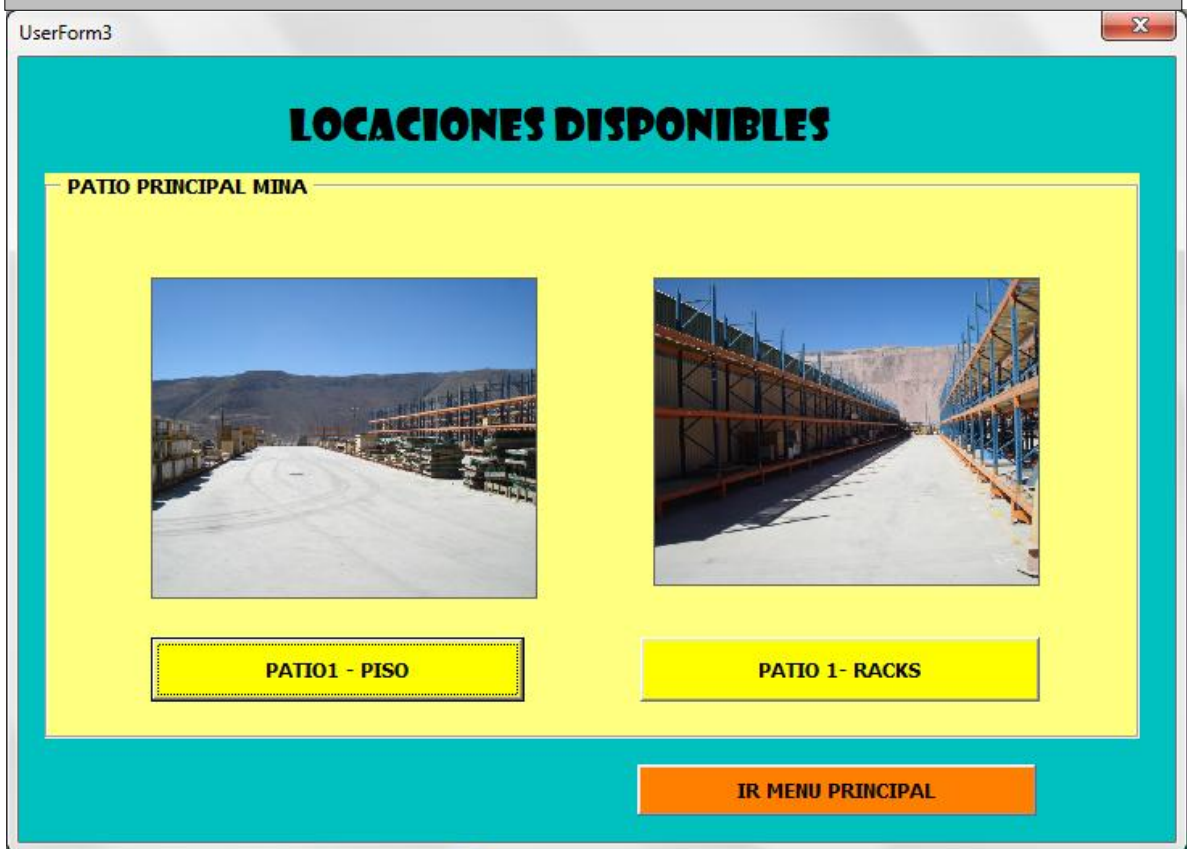 UserForm3
LOCACIONES DISPONIBLES
PATIO PRINCIPAL MINA
PATIO1 - PISO
PATIO 1- RACKS
IR MENU PRINCIPAL